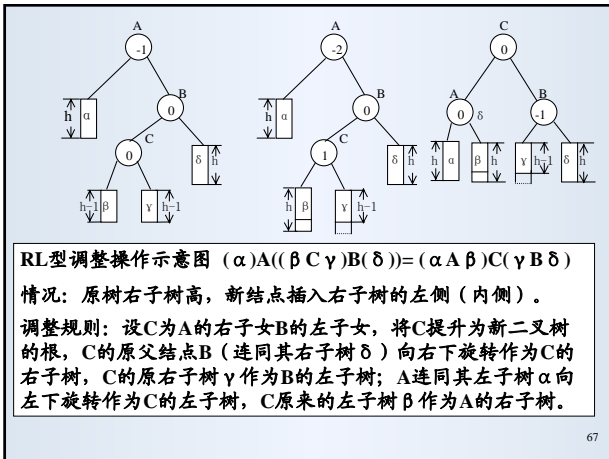 A
-1
B
0
C
0
h
α
δ
h
h-1
β
γ
h-1
A
-2
B
0
C
1
h
α
δ
h
h
β
γ
h-1
C
0
A
0
δ
B
-1
h
α
β
h
γ
h-1
δ
h
RL型调整操作示意图 (α)A((βCγ)B(δ))= (αAβ)C(γBδ)
情况：原树右子树高，新结点插入右子树的左侧（内侧）。
调整规则：设C为A的右子女B的左子女，将C提升为新二叉树
的根，C的原父结点B（连同其右子树δ）向右下旋转作为C的
右子树，C的原右子树γ作为B的左子树；A连同其左子树α向
左下旋转作为C的左子树，C原来的左子树β作为A的右子树。
67